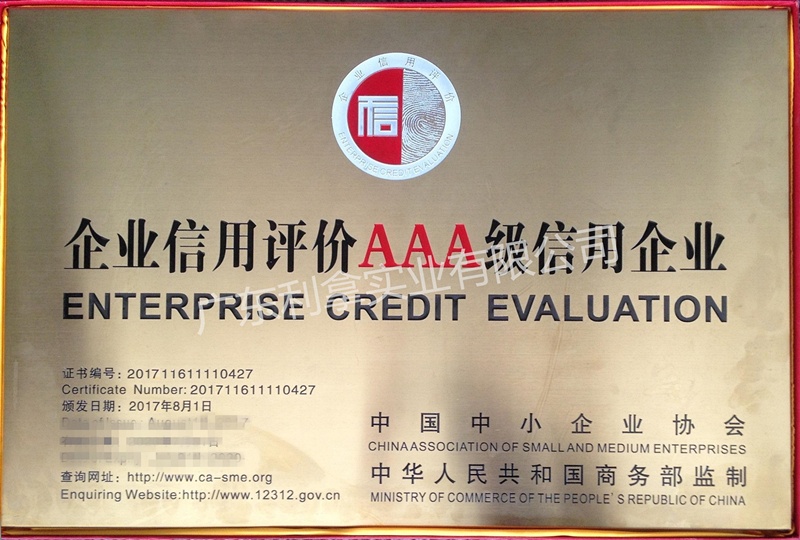 企业信用评价
信
ENTERPRISE CREDIT EVALUATION
企业信用评价AAA级信用企业
广东利拿实业有限公司
ENTERPRISE CREDIT EVALUATION
证书编号: 201711611110427
Certificate Number: 201711611110427
颁发日期: 2017年8月1日
查询网址: http://www.ca-sme.org
Enquiring Website:http://www.12312.gov.cn
中国中小企业协会
CHINA ASSOCIATION OF SMALL AND MEDIUM ENTERPRISES
中华人民共和国商务部监制
MINISTRY OF COMMERCE OF THE PEOPLE'S REPUBLIC OF CHINA